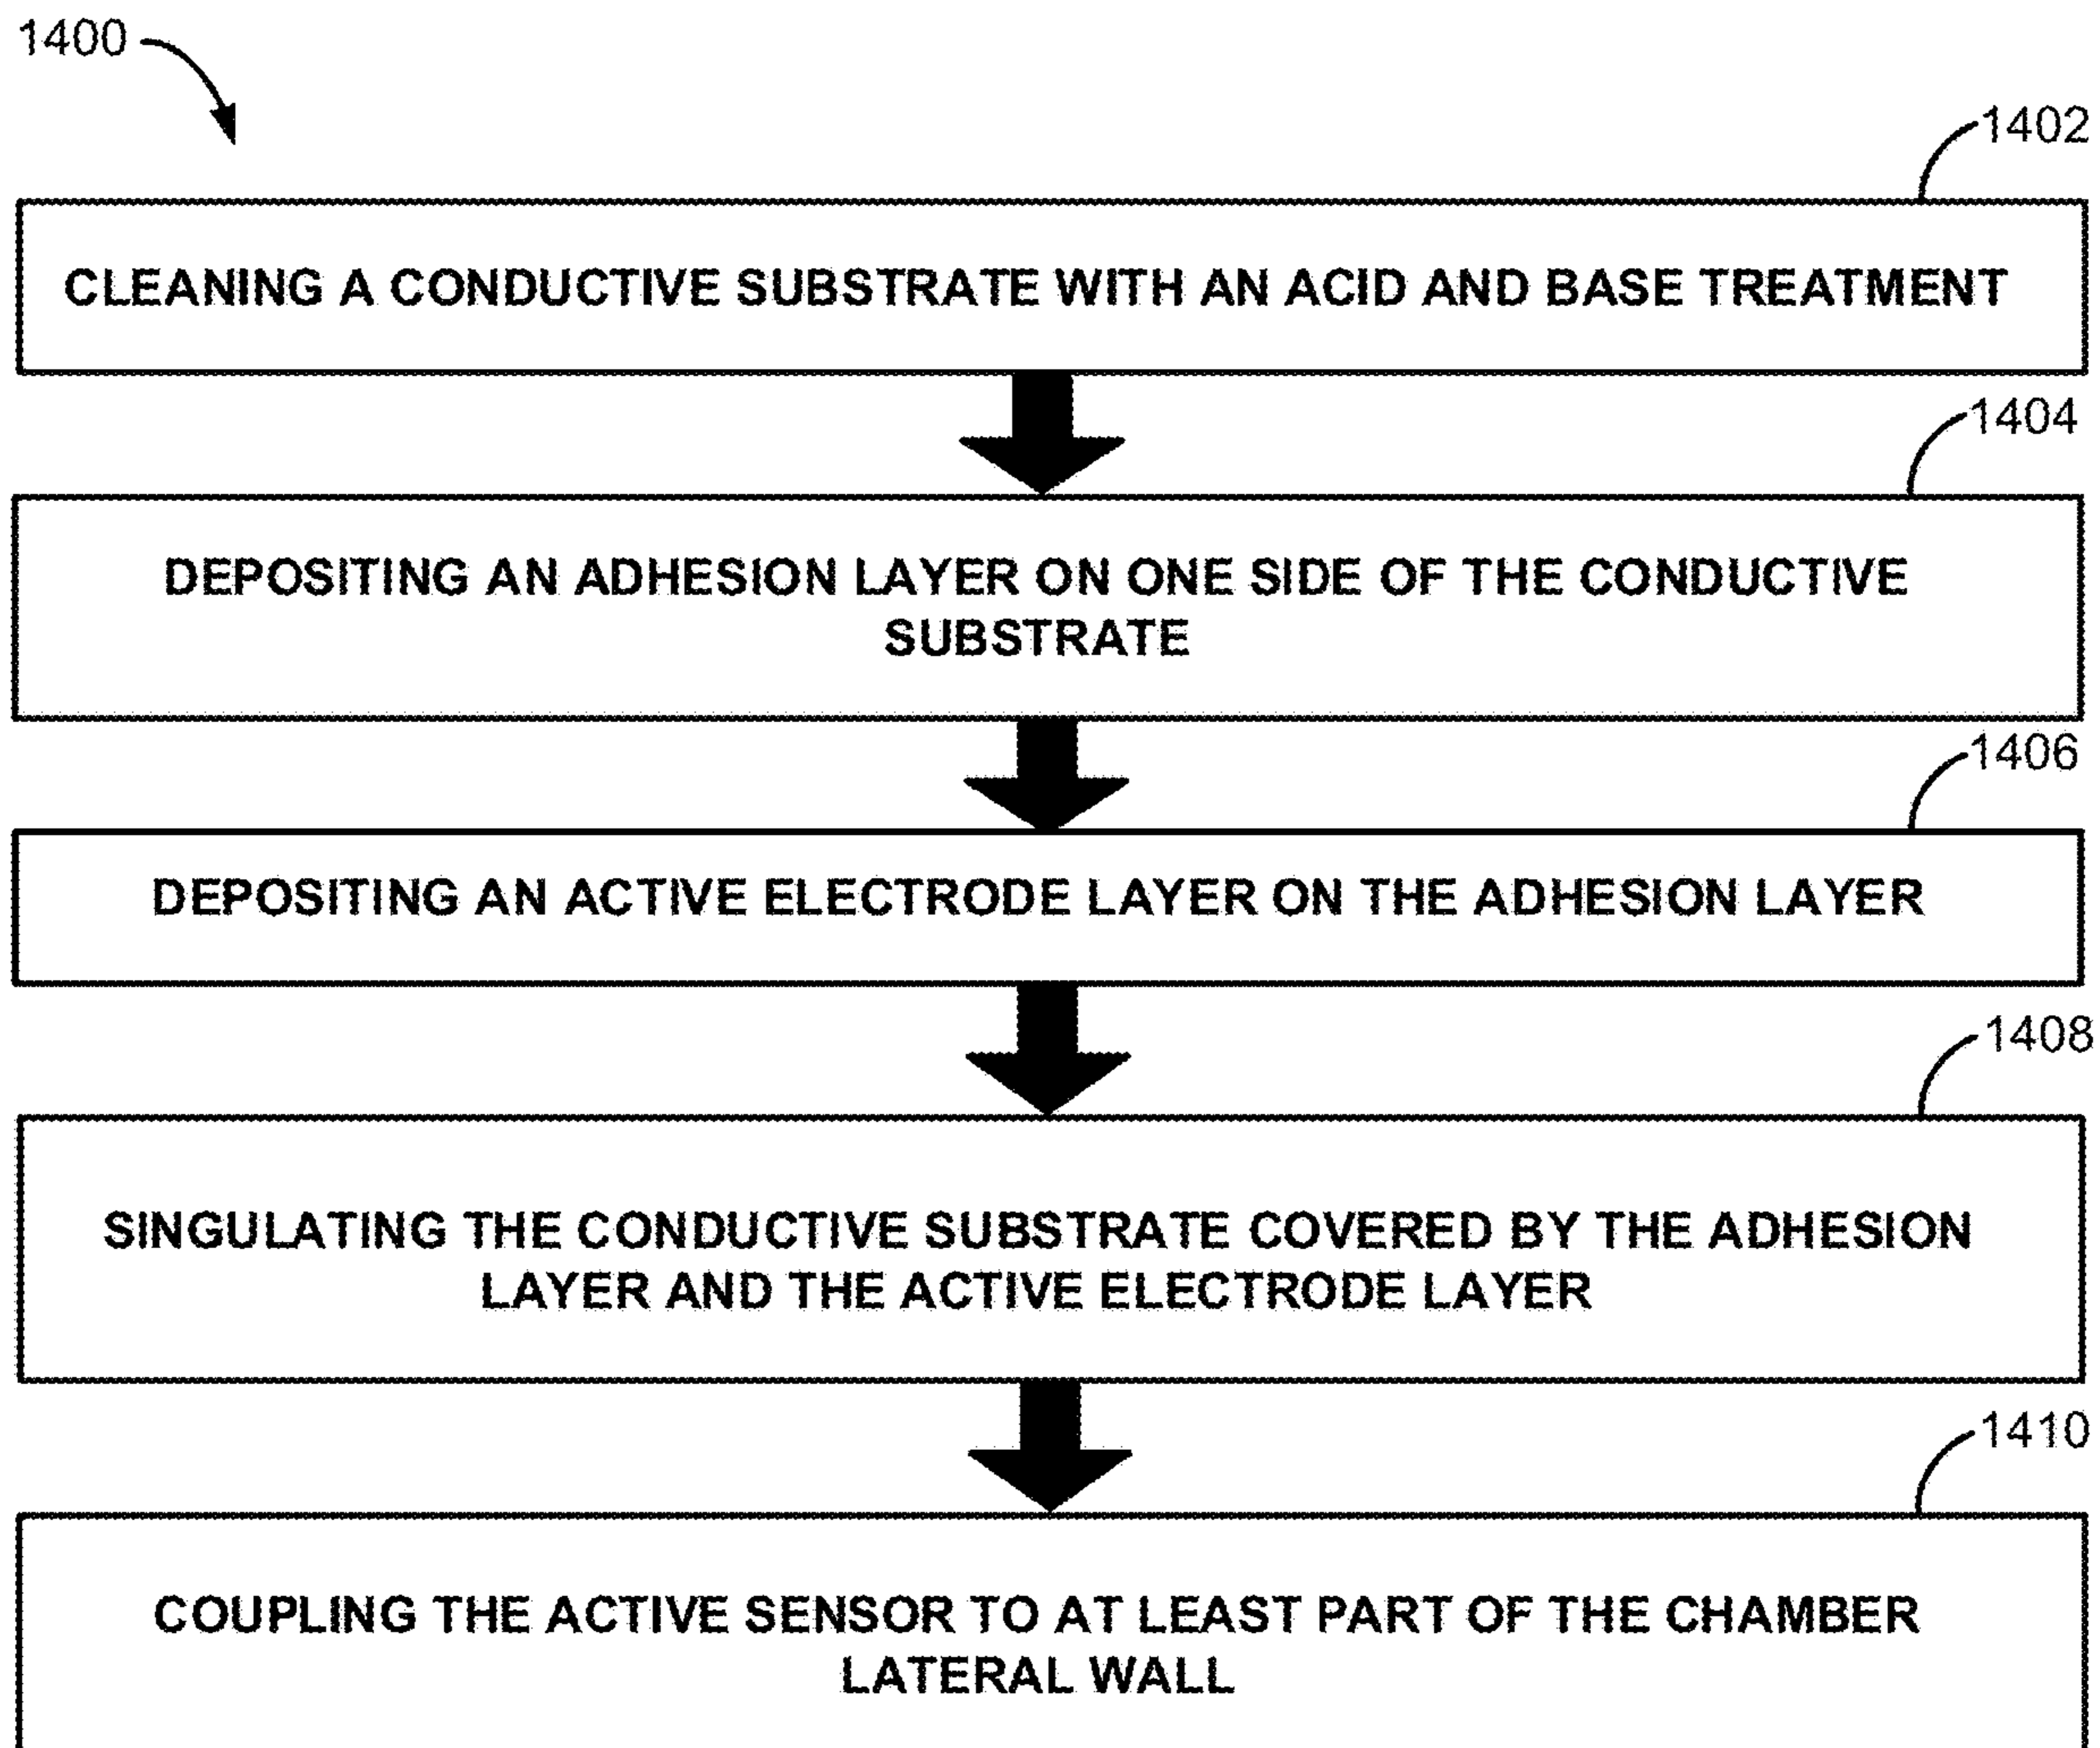 1400
1402
CLEANING A CONDUCTIVE SUBSTRATE WITH AN ACID AND BASE TREATMENT
1404
DEPOSITING AN ADHESION LAYER ON ONE SIDE OF THE CONDUCTIVE
SUBSTRATE
1406
DEPOSITING AN ACTIVE ELECTRODE LAYER ON THE ADHESION LAYER
1408
SINGULATING THE CONDUCTIVE SUBSTRATE COVERED BY THE ADHESION
LAYER AND THE ACTIVE ELECTRODE LAYER
1410
COUPLING THE ACTIVE SENSOR TO AT LEAST PART OF THE CHAMBER
LATERAL WALL